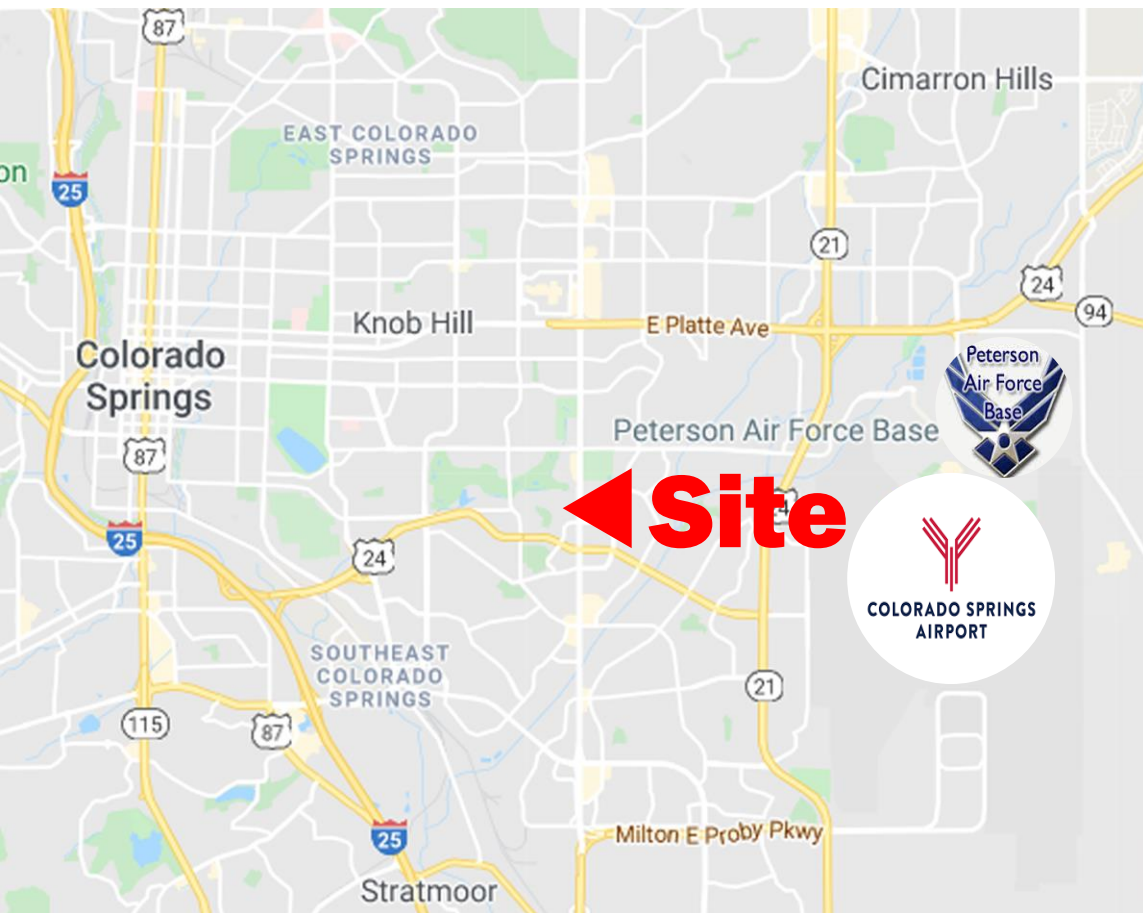 87
Cimarron Hills
EAST COLORADO
SPRINGS
on
25
21
24
94
Knob Hill
E Platte Ave
Colorado
Springs
Peterson
Air Force
Base
Peterson Air Force Base
87
Site
25
24
COLORADO SPRINGS
AIRPORT
SOUTHEAST
COLORADO
SPRINGS
21
115
87
25
Milton E Proby Pkwy
Stratmoor